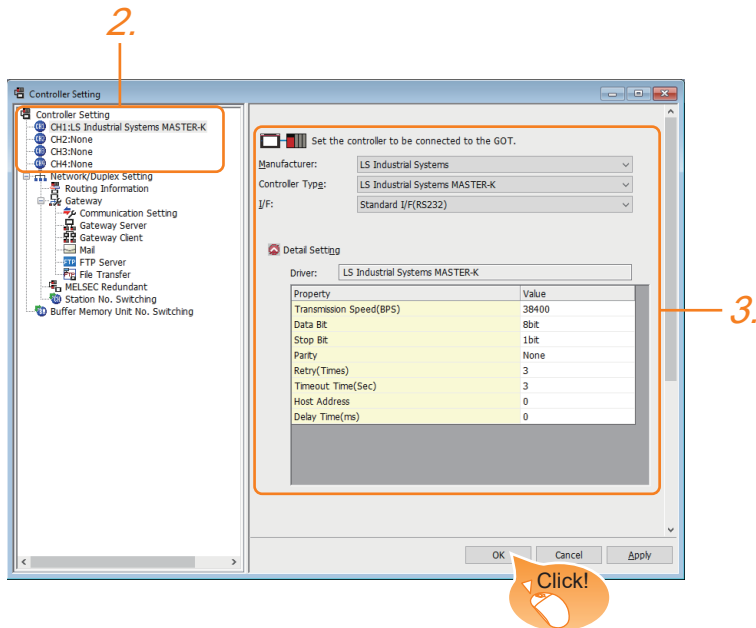 2.
Controller Setting
Controller Setting
CH1:LS Industrial Systems MASTER-K
CH2:None
CH3:None
CH4:None
Network/Duplex Setting
Routing Information
Gateway
Communication Setting
Gateway Server
Gateway Client
Mail
FTP Server
File Transfer
MELSEC Redundant
Station No. Switching
Buffer Memory Unit No. Switching
Set the controller to be connected to the GOT.
Manufacturer: LS Industrial Systems
Controller Type: LS Industrial Systems MASTER-K
I/F: Standard I/F(RS232)
Detail Setting
Driver: LS Industrial Systems MASTER-K
Property Value
Transmission Speed(BPS) 38400
Data Bit 8bit
Stop Bit 1bit
Parity None
Retry(Times) 3
Timeout Time(Sec) 3
Host Address 0
Delay Time(ms) 0
3.
OK Cancel Apply
Click!